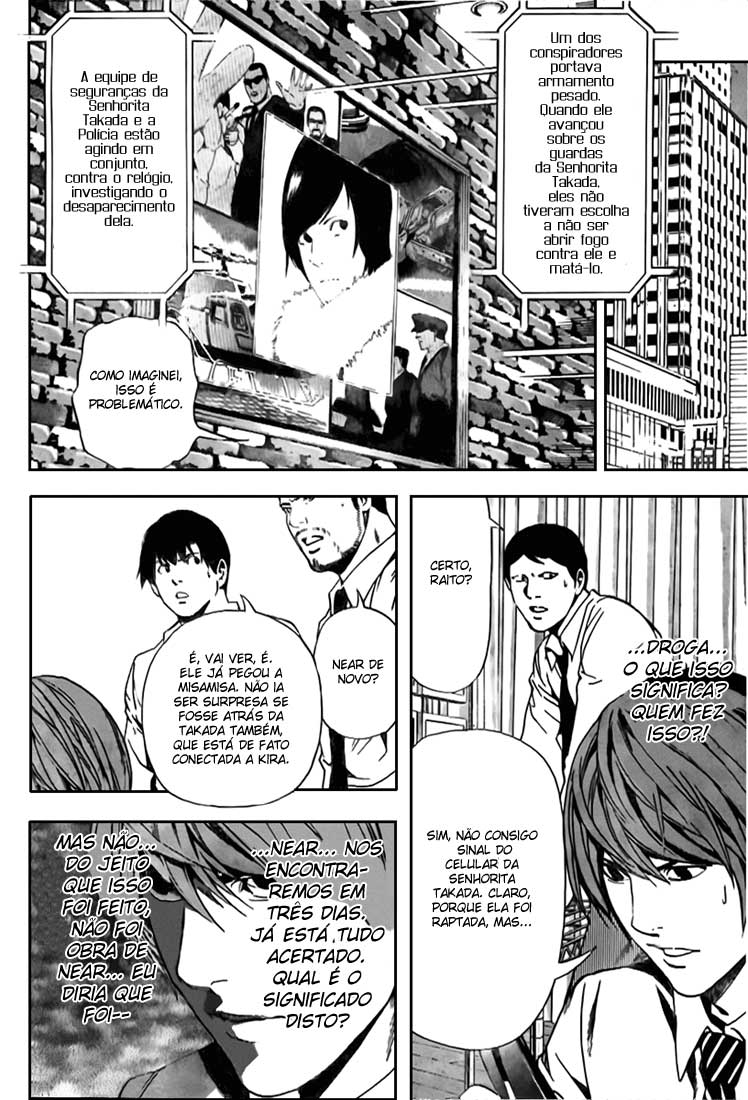 Um dos
conspiradores
portava
armamento
pesado.
Quando ele
avançou
sobre os
guardas
da Senhorita
Takada,
eles não
tiveram escolha
a não ser
abrir fogo
contra ele e
matá-lo.
A equipe de
seguranças da
Senhorita
Takada e a
Polícia estão
agindo em
conjunto,
contra o relógio,
investigando o
desaparecimento
dela.
COMO IMAGINEI,
ISSO É
PROBLEMÁTICO.
CERTO,
RAITO?
...DROGA...
O QUE ISSO
SIGNIFICA?
QUEM FEZ
ISSO?!
SIM, NÃO CONSIGO
SINAL DO
CELULAR DA
SENHORITA
TAKADA. CLARO,
PORQUE ELA FOI
RAPTADA, MAS...
NEAR DE
NOVO?
É, VAI VER, É.
ELE JÁ PEGOU A
MISAMISA. NÃO IA
SER SURPRESA SE
FOSSE ATRÁS DA
TAKADA TAMBÉM,
QUE ESTÁ DE FATO
CONECTADA A KIRA.
...NEAR... NOS
ENCONTRA-
REMOS EM
TRÊS DIAS.
JÁ ESTÁ TUDO
ACERTADO.
QUAL É O
SIGNIFICADO
DISTO?
MAS NÃO...
DO JEITO
QUE ISSO
FOI FEITO,
NÃO FOI
OBRA DE
NEAR... EU
DIRIA QUE
FOI--